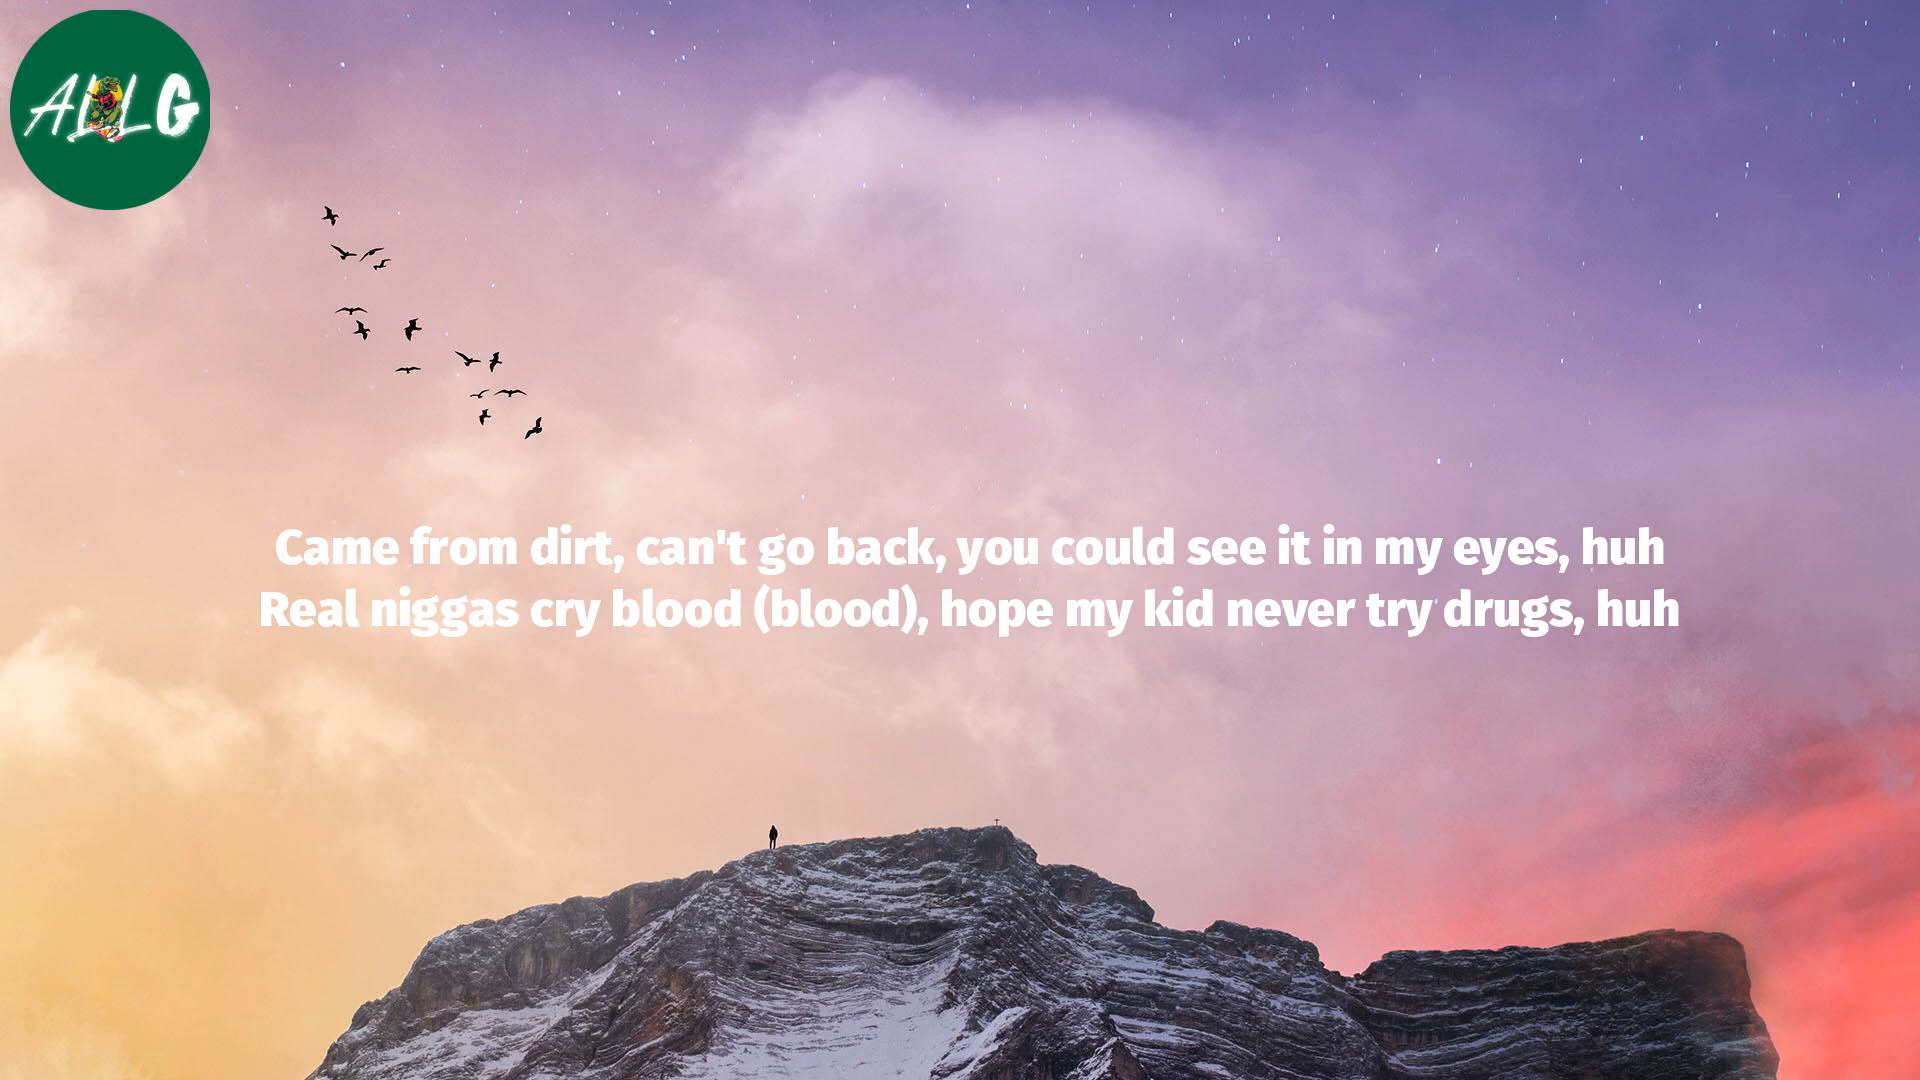 ALLG
Came from dirt, can't go back, you could see it in my eyes, huh
Real niggas cry blood (blood), hope my kid never try drugs, huh